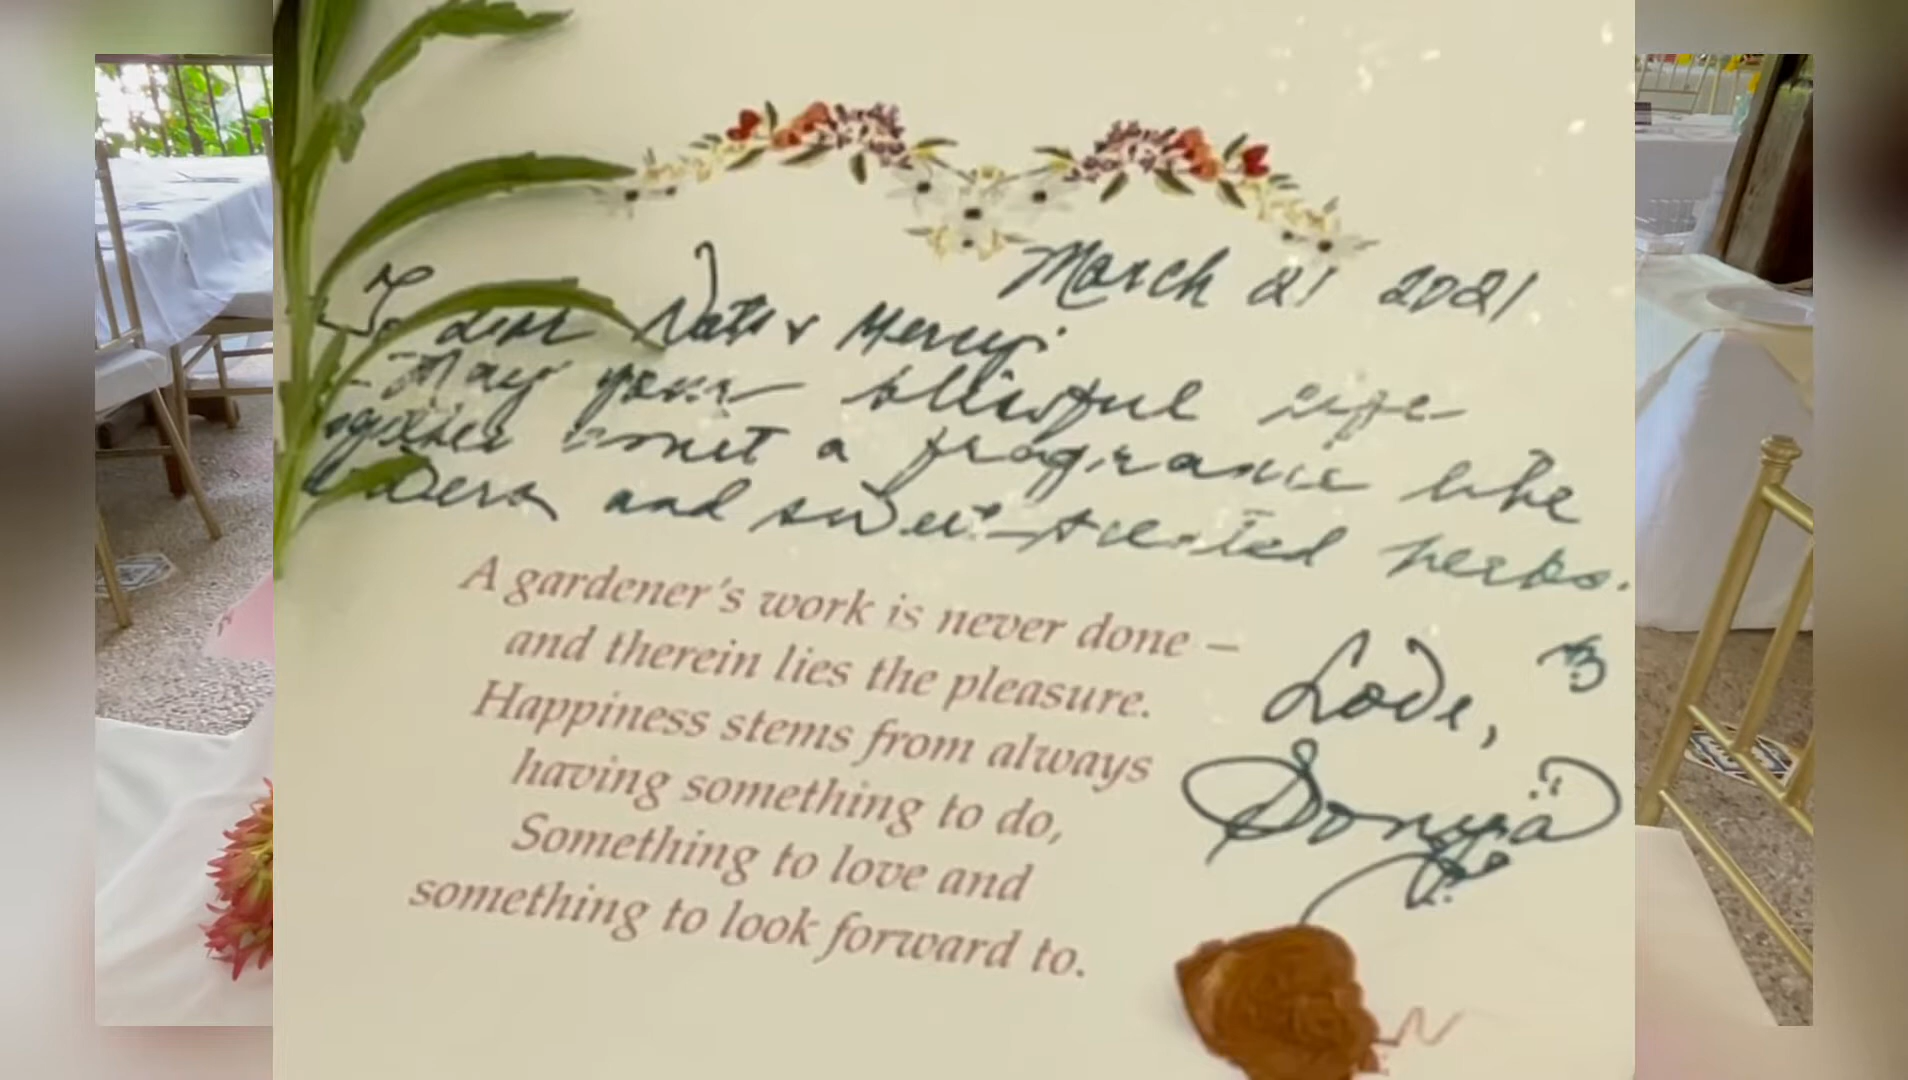 March 21 2021
To dear Nate & Mercy:
May your blissful life
together emit a fragrance like
flowers and sweet-scented herbs.
A gardener's work is never done –
and therein lies the pleasure.
Happiness stems from always
having something to do,
Something to love and
something to look forward to.
Love,
Sonya